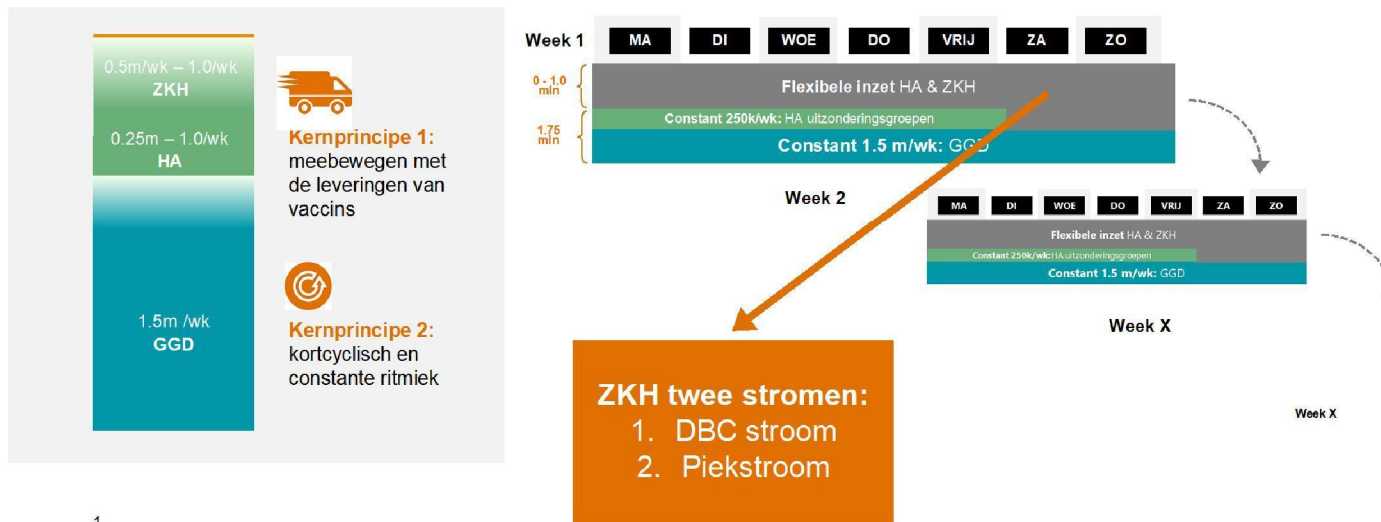 0.5m/wk – 1.0/wk
ZKH
0.25m – 1.0/wk
HA
1.5m /wk
GGD
Kernprincipe 1:
meebewegen met
de leveringen van
vaccins
Kernprincipe 2:
kortcyclisch en
constante ritmiek
Week 1
MA DI WOE DO VRIJ ZA ZO
0 - 1.0
mln
Flexibele inzet HA & ZKH
1.75
mln
Constant 250k/wk: HA uitzonderingsgroepen
Constant 1.5 m/wk: GGD
Week 2
MA DI WOE DO VRIJ ZA ZO
Flexibele inzet HA & ZKH
Constant 250k/wk: HA uitzonderingsgroepen
Constant 1.5 m/wk: GGD
Week X
Week X
ZKH twee stromen:
1. DBC stroom
2. Piekstroom
1